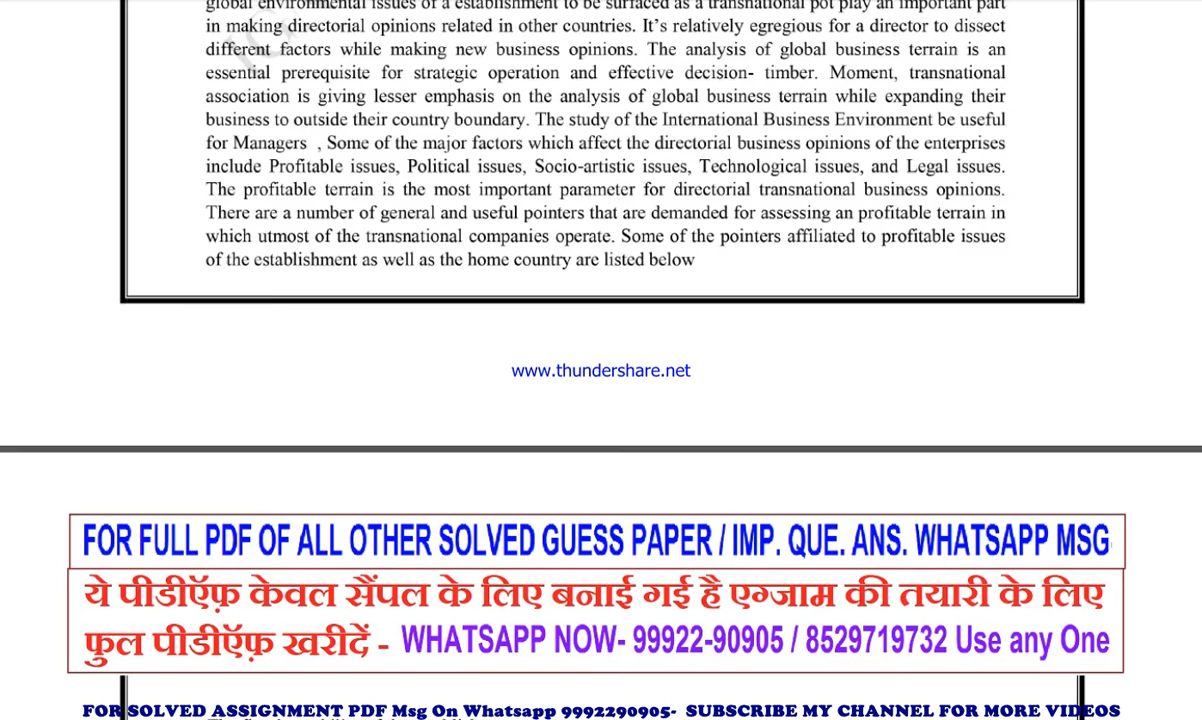 global environmental issues of a establishment to be surfaced as a transnational pot play an important part
in making directorial opinions related in other countries. It's relatively egregious for a director to dissect
different factors while making new business opinions. The analysis of global business terrain is an
essential prerequisite for strategic operation and effective decision- timber. Moment, transnational
association is giving lesser emphasis on the analysis of global business terrain while expanding their
business to outside their country boundary. The study of the International Business Environment be useful
for Managers , Some of the major factors which affect the directorial business opinions of the enterprises
include Profitable issues, Political issues, Socio-artistic issues, Technological issues, and Legal issues.
The profitable terrain is the most important parameter for directorial transnational business opinions.
There are a number of general and useful pointers that are demanded for assessing an profitable terrain in
which utmost of the transnational companies operate. Some of the pointers affiliated to profitable issues
of the establishment as well as the home country are listed below
www.thundershare.net
FOR FULL PDF OF ALL OTHER SOLVED GUESS PAPER / IMP. QUE. ANS. WHATSAPP MSG
ये पीडीऍफ़ केवल सैंपल के लिए बनाई गई है एग्जाम की तयारी के लिए
फुल पीडीऍफ़ खरीदें - WHATSAPP NOW- 99922-90905 / 8529719732 Use any One
FOR SOLVED ASSIGNMENT PDF Msg On Whatsapp 9992290905- SUBSCRIBE MY CHANNEL FOR MORE VIDEOS